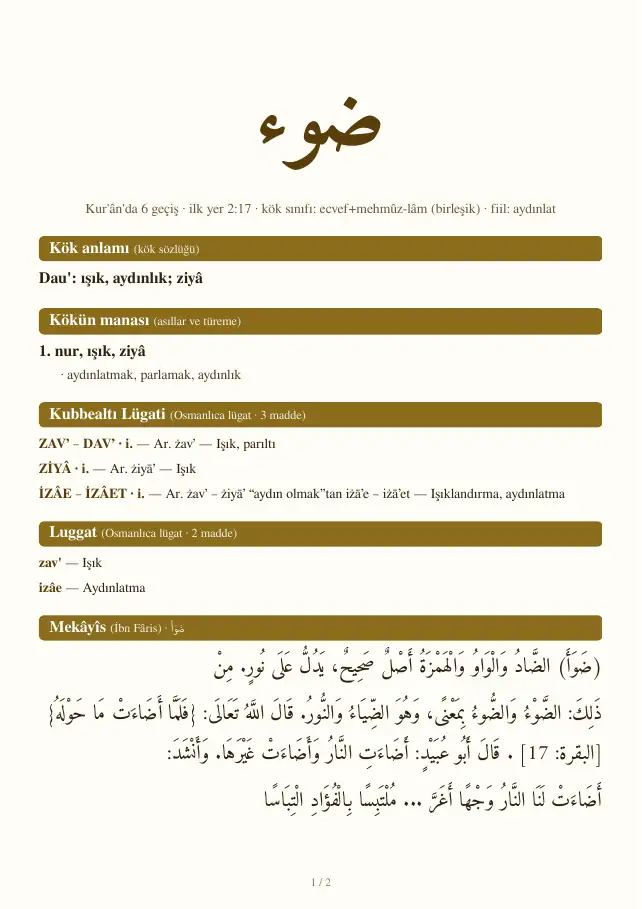 ضوء
Kur'ân'da 6 geçiş · ilk yer 2:17 · kök sınıfı: ecvef+mehmûz-lâm (birleşik) · fiil: aydınlat
Kök anlamı (kök sözlüğü)
Dau': ışık, aydınlık; ziyâ
Kökün manası (asıllar ve türeme)
1. nur, ışık, ziyâ
· aydınlatmak, parlamak, aydınlık
Kubbealtı Lügati (Osmanlıca lügat · 3 madde)
ZAV’ – DAV’ · i. — Ar. żav’ — Işık, parıltı
ZİYÂ · i. — Ar. żiyā’ — Işık
İZÂE – İZÂET · i. — Ar. żav’ – żiyā’ “aydın olmak”tan iżā’e – iżā’et — Işıklandırma, aydınlatma
Luggat (Osmanlıca lügat · 2 madde)
zav' — Işık
izâe — Aydınlatma
Mekâyîs (İbn Fâris) · ضوأ
(ضَوَأَ) الضَّادُ وَالْوَاوُ وَالْهَمْزَةُ أَصْلٌ صَحِيحٌ، يَدُلُّ عَلَى نُورٍ. مِنْ
ذَلِكَ: الضَّوْءُ وَالضُّوءُ بِمَعْنًى، وَهُوَ الضِّيَاءُ وَالنُّورُ. قَالَ اللَّهُ تَعَالَى: {فَلَمَّا أَضَاءَتْ مَا حَوْلَهُ}
[البقرة: 17] . قَالَ أَبُو عُبَيْدٍ: أَضَاءَتِ النَّارُ وَأَضَاءَتْ غَيْرَهَا. وَأَنْشَدَ:
أَضَاءَتْ لَنَا النَّارُ وَجْهًا أَغَرَّ ... مُلْتَبِسًا بِالْفُؤَادِ الْتِبَاسًا
1 / 2